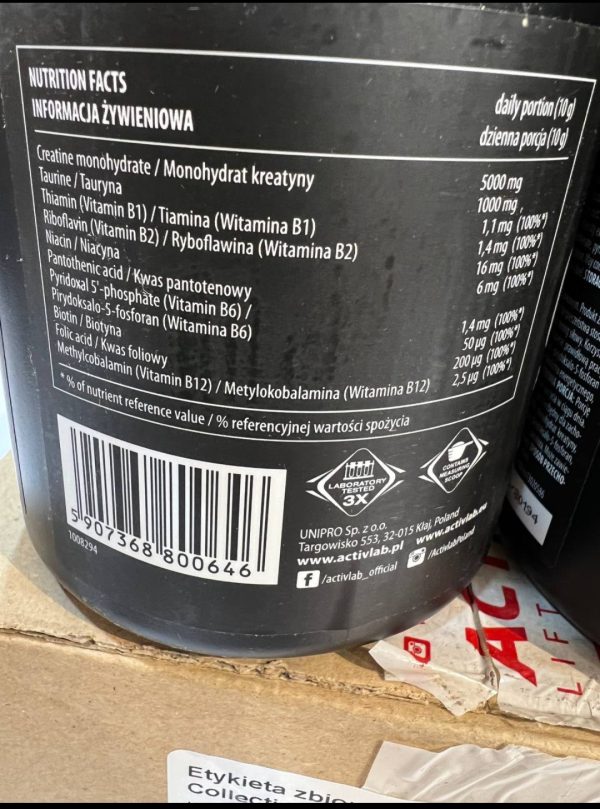 NUTRITION FACTS
INFORMACJA ŻYWIENIOWA
daily portion (10g)
dzienna porcja (10g)
Creatine monohydrate / Monohydrat kreatyny 5000 mg
Taurine / Tauryna 1000 mg
Thiamin (Vitamin B1) / Tiamina (Witamina B1) 1,1 mg (100%*)
Riboflavin (Vitamin B2) / Ryboflawina (Witamina B2) 1,4 mg (100%*)
Niacin / Niacyna 16 mg (100%*)
Pantothenic acid / Kwas pantotenowy 6 mg (100%*)
Pyridoxal 5'-phosphate (Vitamin B6) /
Pirydoksalo-5-fosforan (Witamina B6) 1,4 mg (100%*)
Biotin / Biotyna 50 µg (100%*)
Folic acid / Kwas foliowy 200 µg (100%*)
Methylcobalamin (Vitamin B12) / Metylokobalamina (Witamina B12) 2,5 µg (100%*)
* % of nutrient reference value / % referencyjnej wartości spożycia
5 907368 800646
1008294
LABORATORY
TESTED
3X
CONTAINS
MEASURING
SCOOP
UNIPRO Sp. z o.o.
Targowisko 553, 32-015 Kłaj, Poland
www.activlab.pl www.activlab.eu
/activlab_official /ActivlabPoland
ACT
LIFT
Etykieta